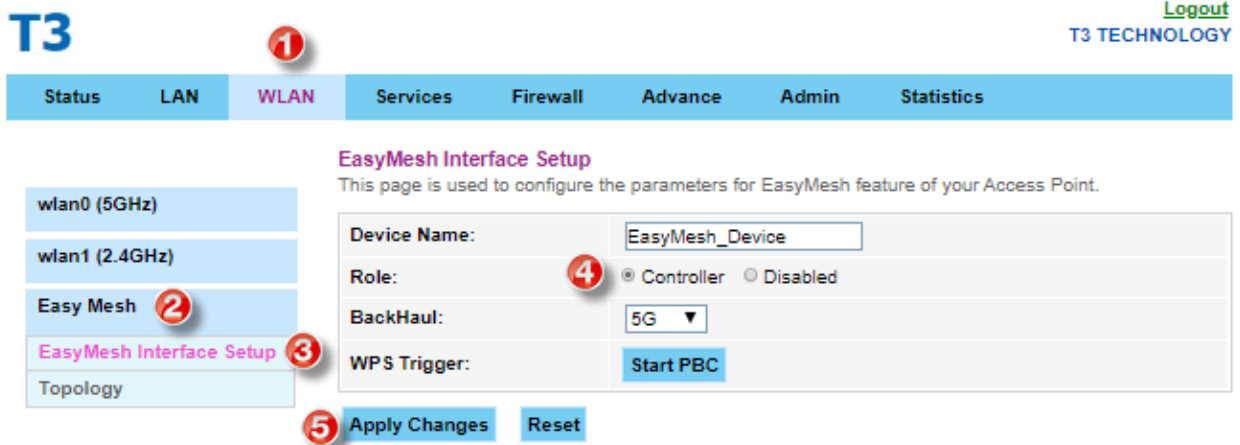 Logout
T3
T3 TECHNOLOGY
1
Status LAN WLAN Services Firewall Advance Admin Statistics
EasyMesh Interface Setup
This page is used to configure the parameters for EasyMesh feature of your Access Point.
wlan0 (5GHz)
wlan1 (2.4GHz)
Easy Mesh 2
EasyMesh Interface Setup 3
Topology
Device Name: EasyMesh_Device
Role: 4 Controller Disabled
BackHaul: 5G
WPS Trigger: Start PBC
5 Apply Changes Reset